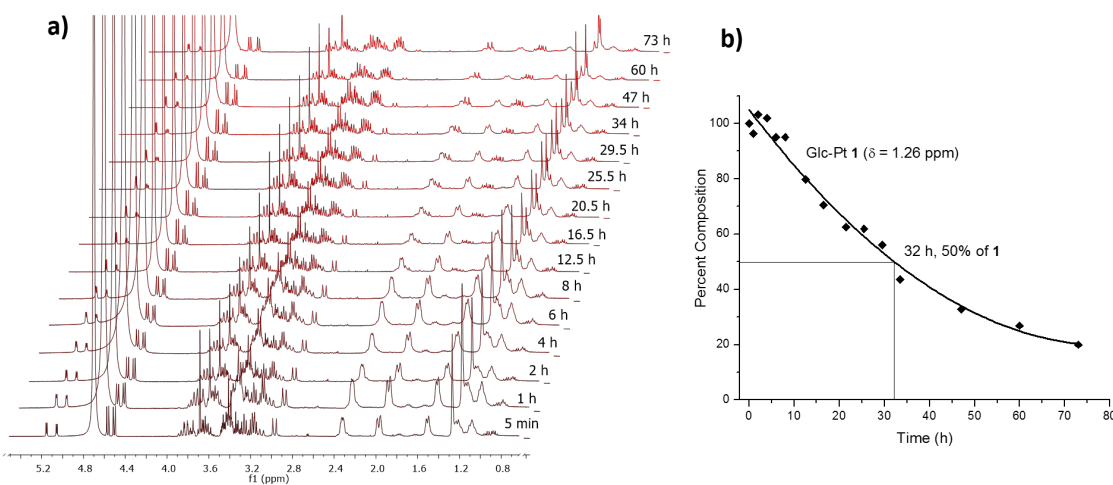 a)
73 h
60 h
47 h
34 h
29.5 h
25.5 h
20.5 h
16.5 h
12.5 h
8 h
6 h
4 h
2 h
1 h
5 min
5.2 4.8 4.4 4.0 3.6 3.2 2.8 2.4 2.0 1.6 1.2 0.8
f1 (ppm)
b)
Percent Composition
100
80
60
40
20
0
Glc-Pt 1 (δ = 1.26 ppm)
32 h, 50% of 1
0 10 20 30 40 50 60 70 80
Time (h)